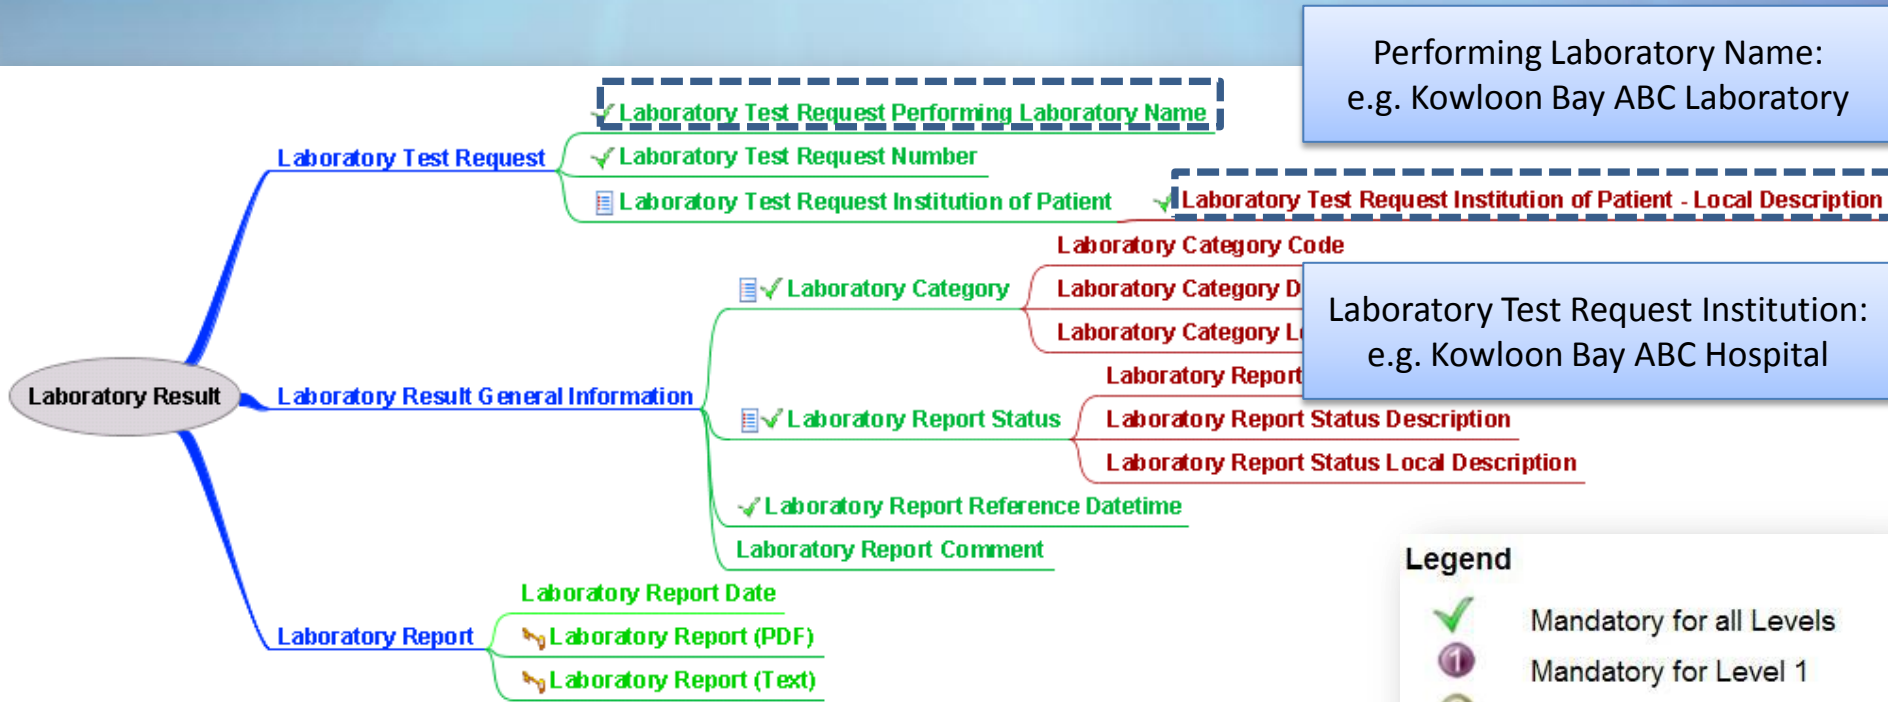 Performing Laboratory Name:
e.g. Kowloon Bay ABC Laboratory
Laboratory Test Request Performing Laboratory Name
Laboratory Test Request
Laboratory Test Request Number
Laboratory Test Request Institution of Patient
Laboratory Test Request Institution of Patient - Local Description
Laboratory Category Code
Laboratory Category
Laboratory Category D
Laboratory Category L
Laboratory Test Request Institution:
e.g. Kowloon Bay ABC Hospital
Laboratory Result
Laboratory Result General Information
Laboratory Report
Laboratory Report Status
Laboratory Report Status Description
Laboratory Report Status Local Description
Laboratory Report Reference Datetime
Laboratory Report Comment
Laboratory Report Date
Laboratory Report
Laboratory Report (PDF)
Laboratory Report (Text)
Legend
Mandatory for all Levels
1
Mandatory for Level 1